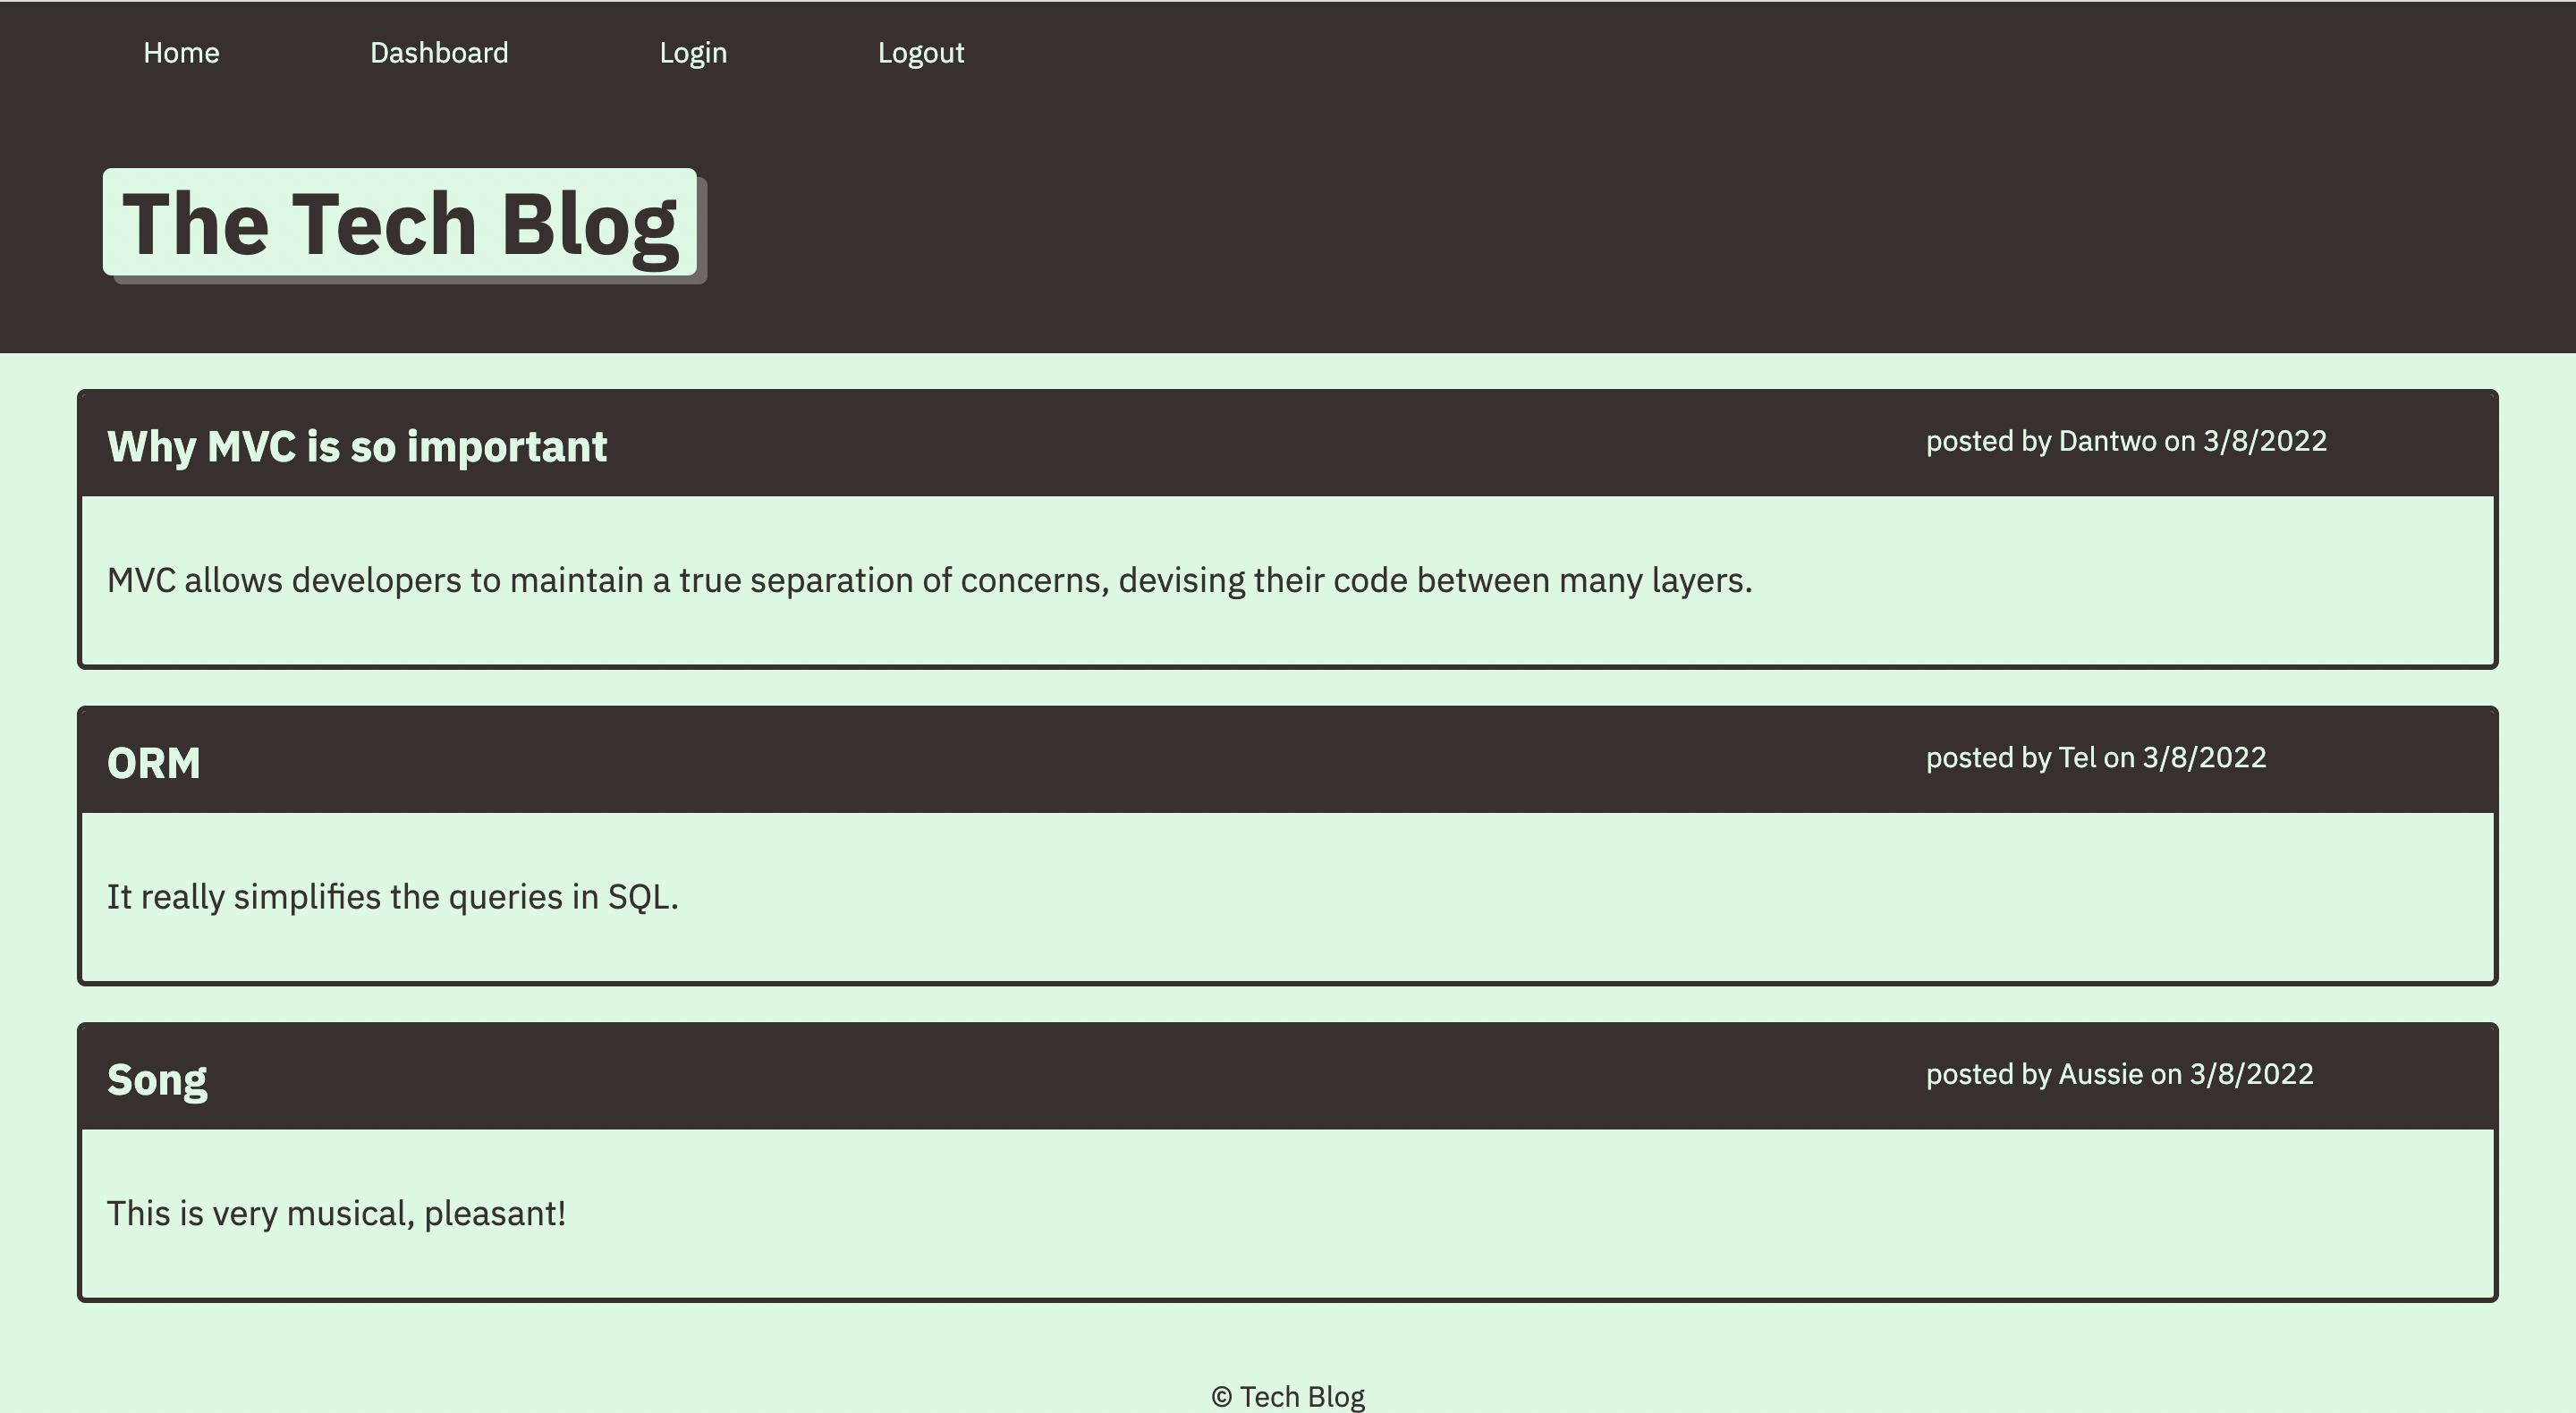 Home Dashboard Login Logout
The Tech Blog
Why MVC is so important posted by Dantwo on 3/8/2022
MVC allows developers to maintain a true separation of concerns, devising their code between many layers.
ORM posted by Tel on 3/8/2022
It really simplifies the queries in SQL.
Song posted by Aussie on 3/8/2022
This is very musical, pleasant!
© Tech Blog